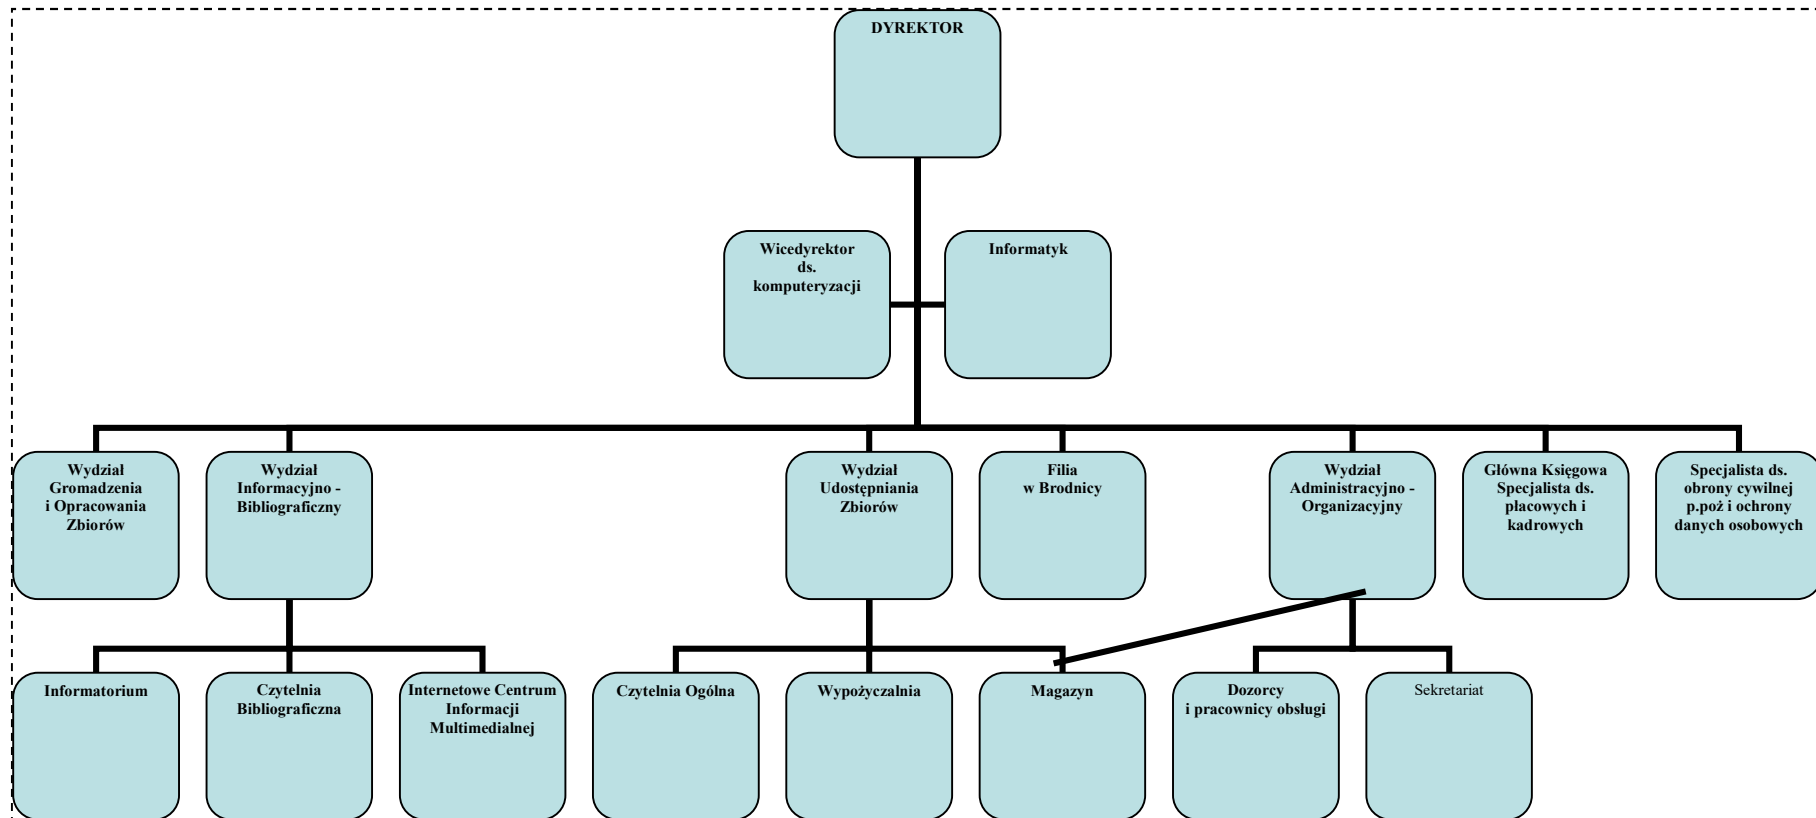 DYREKTOR
Wicedyrektor
ds.
komputeryzacji
Informatyk
Wydział
Gromadzenia
i Opracowania
Zbiorów
Wydział
Informacyjno -
Bibliograficzny
Wydział
Udostępniania
Zbiorów
Filia
w Brodnicy
Wydział
Administracyjno -
Organizacyjny
Główna Księgowa
Specjalista ds.
płacowych i
kadrowych
Specjalista ds.
obrony cywilnej
p.poż i ochrony
danych osobowych
Informatorium
Czytelnia
Bibliograficzna
Internetowe Centrum
Informacji
Multimedialnej
Czytelnia Ogólna
Wypożyczalnia
Magazyn
Dozorcy
i pracownicy obsługi
Sekretariat